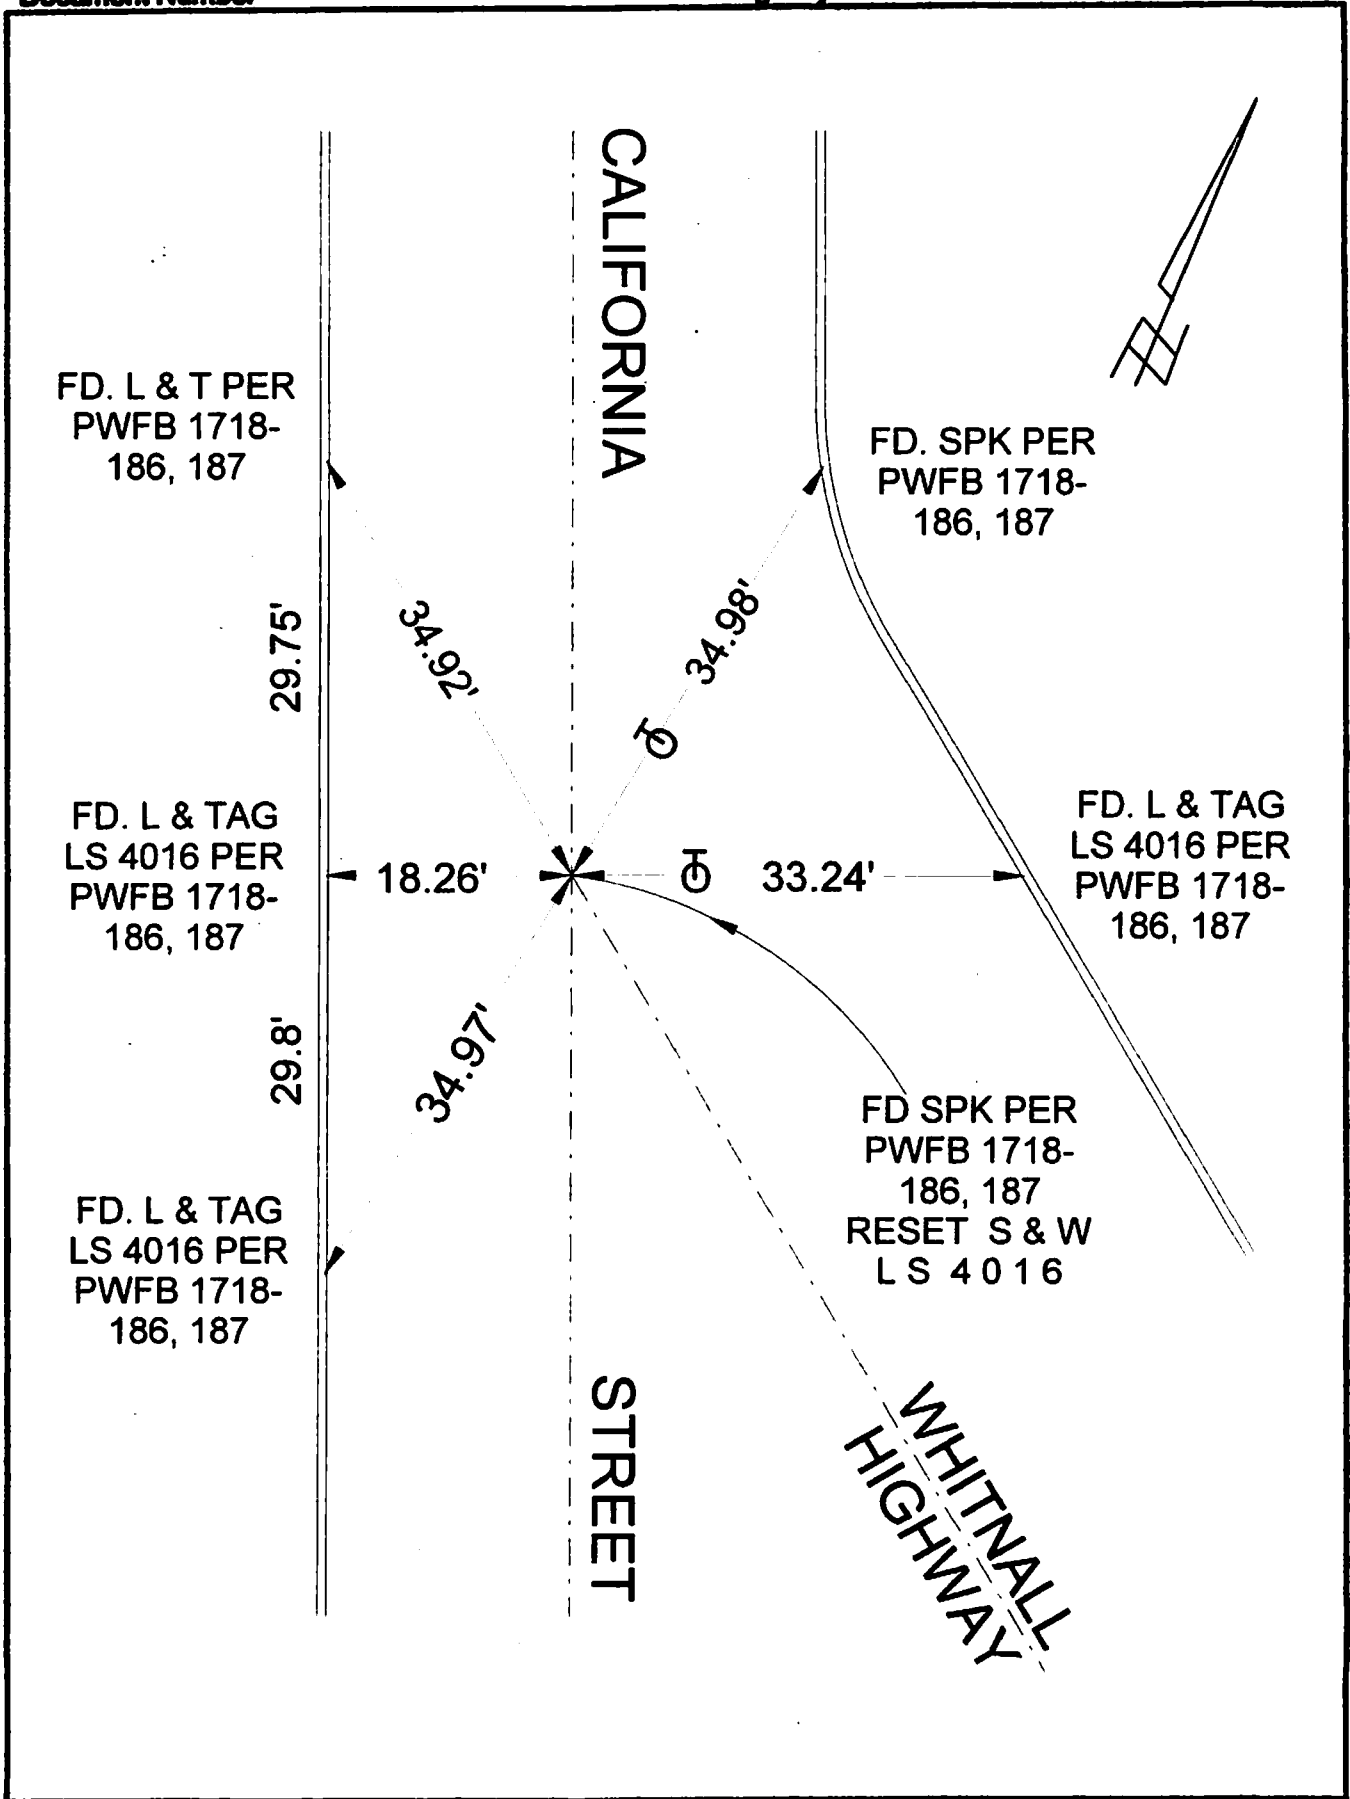 Document Number
CALIFORNIA
FD. L & T PER
PWFB 1718-
186, 187
FD. SPK PER
PWFB 1718-
186, 187
29.75'
34.92'
34.98'
FD. L & TAG
LS 4016 PER
PWFB 1718-
186, 187
18.26'
33.24'
FD. L & TAG
LS 4016 PER
PWFB 1718-
186, 187
29.8'
34.97'
FD SPK PER
PWFB 1718-
186, 187
RESET S & W
LS 4016
FD. L & TAG
LS 4016 PER
PWFB 1718-
186, 187
STREET
WHITNALL
HIGHWAY